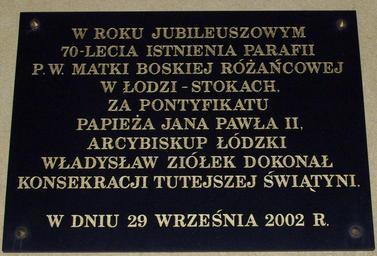 W ROKU JUBILEUSZOWYM
70-LECIA ISTNIENIA PARAFII
P.W. MATKI BOSKIEJ RÓŻAŃCOWEJ
W ŁODZI - STOKACH,
ZA PONTYFIKATU
PAPIEŻA JANA PAWŁA II,
ARCYBISKUP ŁÓDZKI
WŁADYSŁAW ZIÓŁEK DOKONAŁ
KONSEKRACJI TUTEJSZEJ ŚWIĄTYNI.
W DNIU 29 WRZEŚNIA 2002 R.